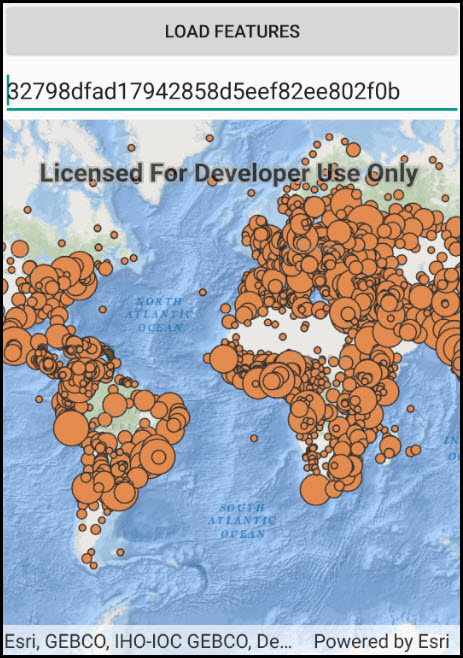 LOAD FEATURES
32798dfad17942858d5eef82ee802f0b
Licensed For Developer Use Only
NORTH
ATLANTIC
OCEAN
SOUTH
ATLANTIC
OCEAN
Esri, GEBCO, IHO-IOC GEBCO, De... Powered by Esri